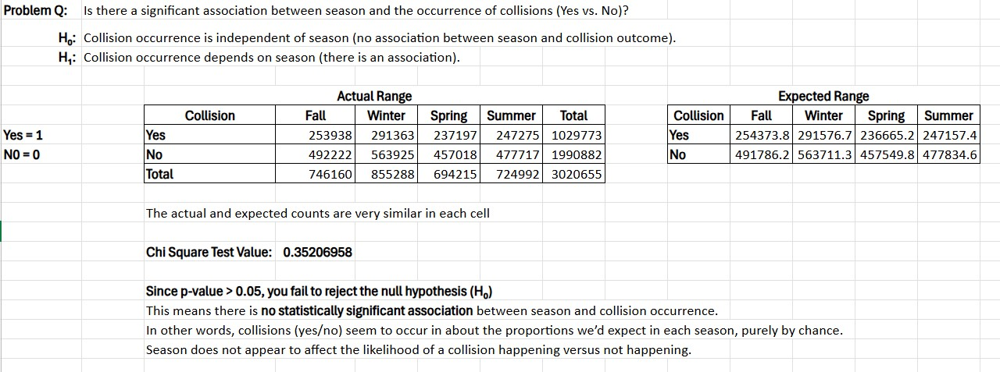 Problem Q: Is there a significant association between season and the occurrence of collisions (Yes vs. No)?
H₀: Collision occurrence is independent of season (no association between season and collision outcome).
H₁: Collision occurrence depends on season (there is an association).
Actual Range
Collision Fall Winter Spring Summer Total
Yes = 1 Yes 253938 291363 237197 247275 1029773
N0 = 0 No 492222 563925 457018 477717 1990882
Total 746160 855288 694215 724992 3020655
Expected Range
Collision Fall Winter Spring Summer
Yes 254373.8 291576.7 236665.2 247157.4
No 491786.2 563711.3 457549.8 477834.6
The actual and expected counts are very similar in each cell
Chi Square Test Value: 0.35206958
Since p-value > 0.05, you fail to reject the null hypothesis (H₀)
This means there is no statistically significant association between season and collision occurrence.
In other words, collisions (yes/no) seem to occur in about the proportions we’d expect in each season, purely by chance.
Season does not appear to affect the likelihood of a collision happening versus not happening.